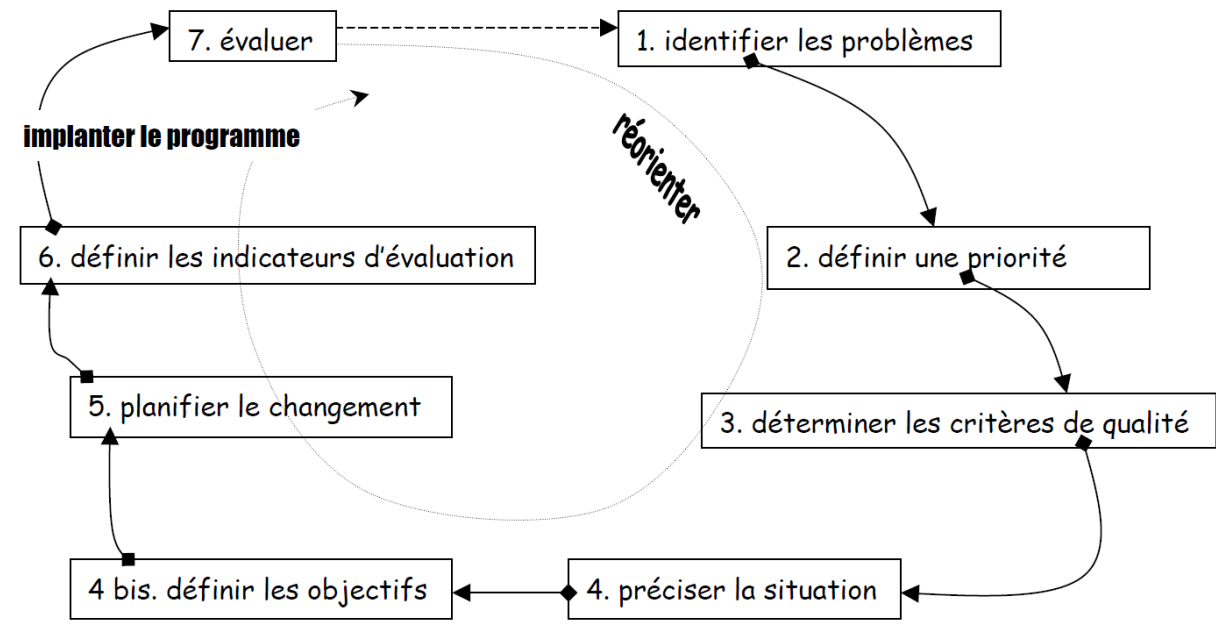 7. évaluer
1. identifier les problèmes
implanter le programme
réorienter
6. définir les indicateurs d'évaluation
2. définir une priorité
5. planifier le changement
3. déterminer les critères de qualité
4 bis. définir les objectifs
4. préciser la situation